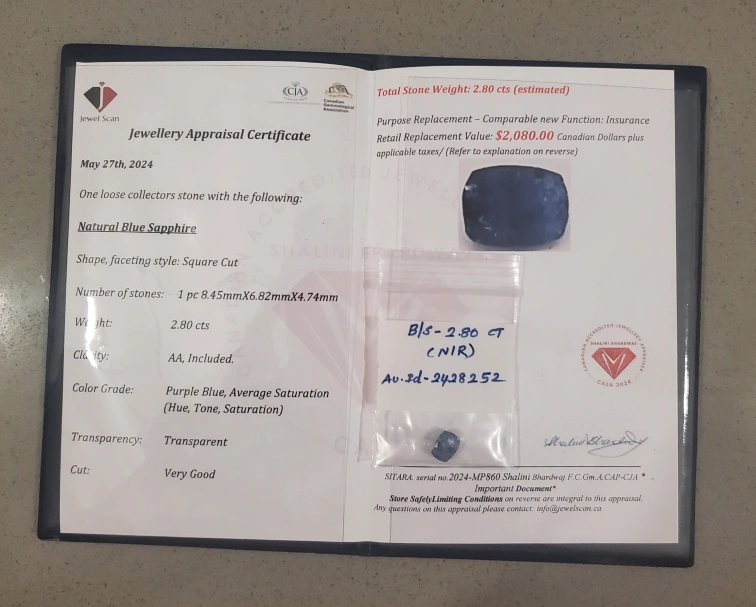 Jewel Scan
CJA
Canadian
Gemmological
Association
Jewellery Appraisal Certificate
May 27th, 2024
One loose collectors stone with the following:
Natural Blue Sapphire
Shape, faceting style: Square Cut
Number of stones: 1 pc 8.45mmX6.82mmX4.74mm
Weight: 2.80 cts
Clarity: AA, Included.
Color Grade: Purple Blue, Average Saturation
(Hue, Tone, Saturation)
Transparency: Transparent
Cut: Very Good
Total Stone Weight: 2.80 cts (estimated)
Purpose Replacement – Comparable new Function: Insurance
Retail Replacement Value: $2,080.00 Canadian Dollars plus
applicable taxes/ (Refer to explanation on reverse)
B/S-2.80 CT
(NIR)
Au.Sd-2428252
CANADIAN ACCREDITED JEWELLERY APPRAISER
SHALINI BHARDWAJ
CAJA 2024
SITARA. serial no.2024-MP860 Shalini Bhardwaj F.C.Gm.A.CAP-CJA *
Important Document*
Store SafelyLimiting Conditions on reverse are integral to this appraisal.
Any questions on this appraisal please contact: info@jewelscan.ca